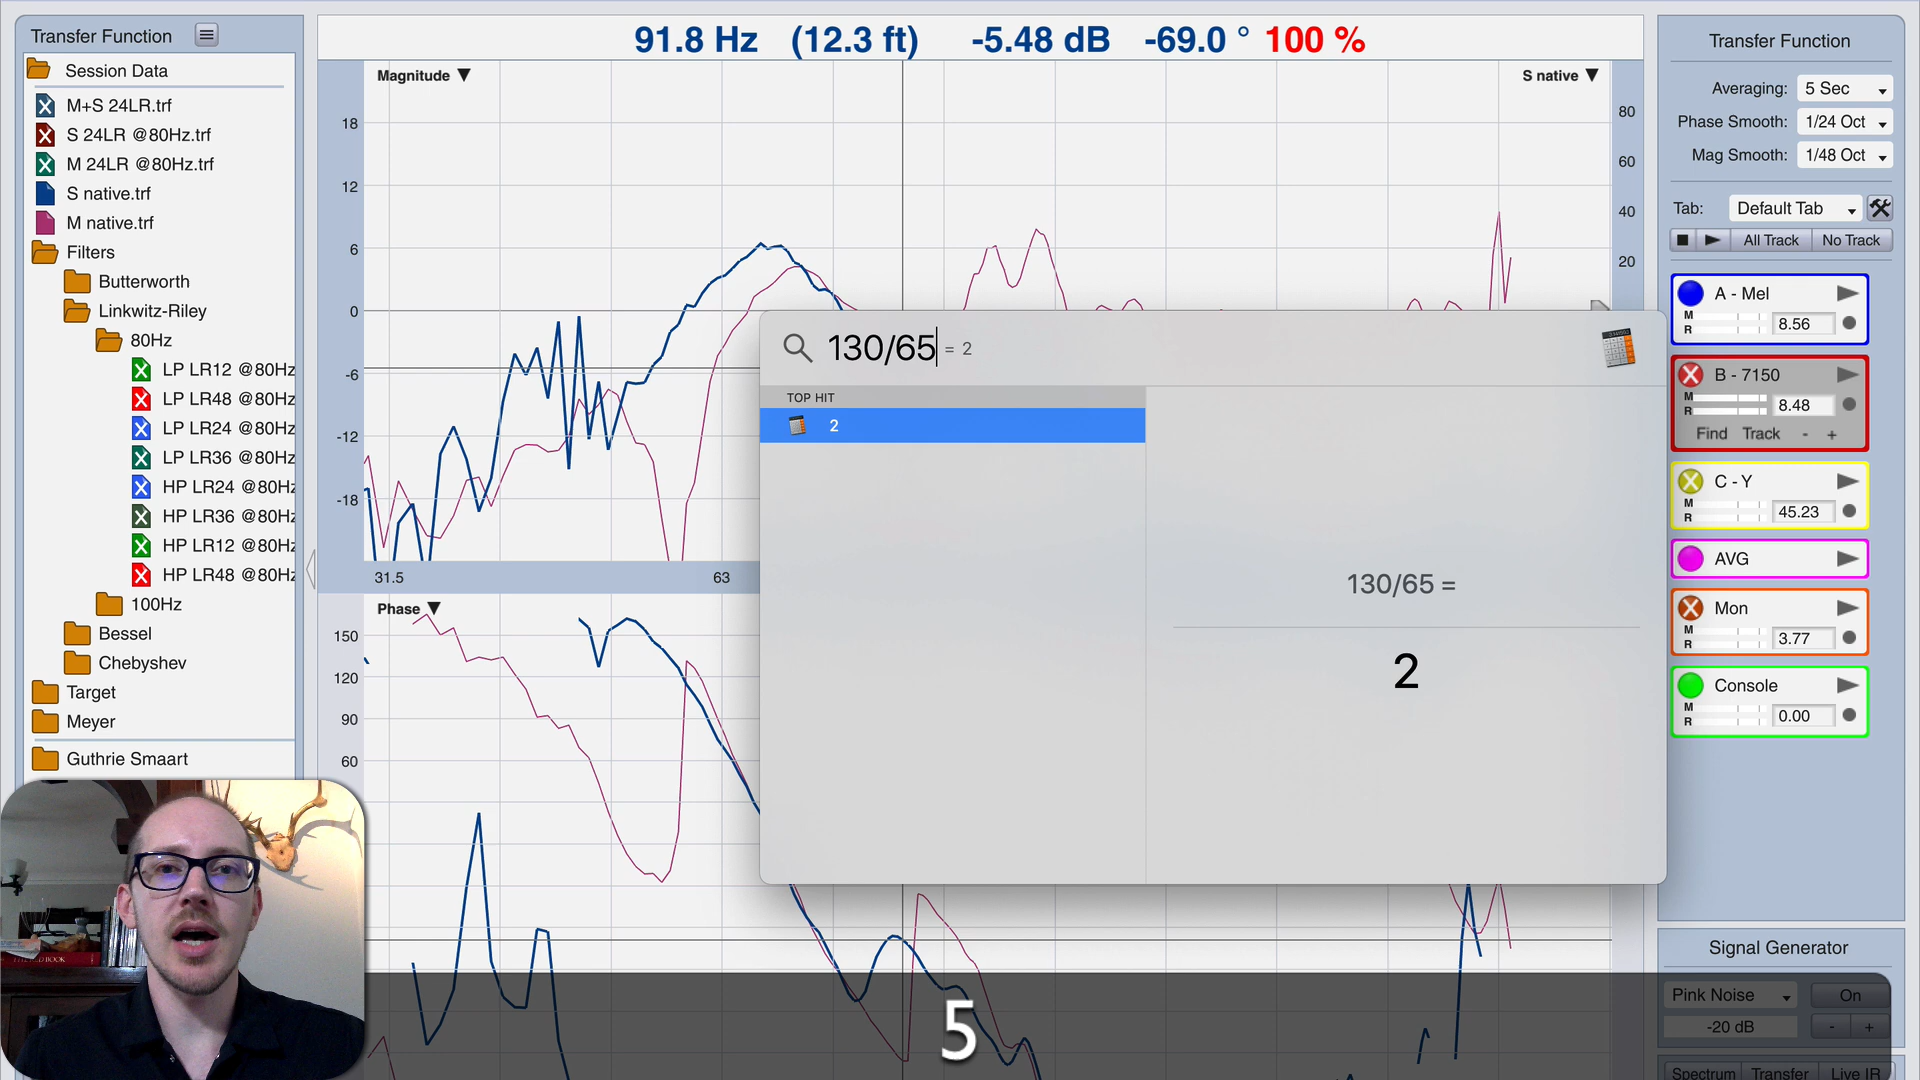 Transfer Function
Session Data
M+S 24LR.trf
S 24LR @80Hz.trf
M 24LR @80Hz.trf
S native.trf
M native.trf
Filters
Butterworth
Linkwitz-Riley
80Hz
LP LR12 @80Hz
LP LR48 @80Hz
LP LR24 @80Hz
LP LR36 @80Hz
HP LR24 @80Hz
HP LR36 @80Hz
HP LR12 @80Hz
HP LR48 @80Hz
100Hz
Bessel
Chebyshev
Target
Meyer
Guthrie Smaart
91.8 Hz (12.3 ft) -5.48 dB -69.0 ° 100 %
Magnitude
S native
18
12
6
0
-6
-12
-18
80
60
40
20
31.5
63
Phase
150
120
90
60
130/65 = 2
TOP HIT
2
130/65 =
2
5
Transfer Function
Averaging: 5 Sec
Phase Smooth: 1/24 Oct
Mag Smooth: 1/48 Oct
Tab: Default Tab
All Track No Track
A - Mel
M
R
8.56
B - 7150
M
R
8.48
Find Track - +
C - Y
M
R
45.23
AVG
Mon
M
R
3.77
Console
M
R
0.00
Signal Generator
Pink Noise On
-20 dB - +
Spectrum Transfer Live IR